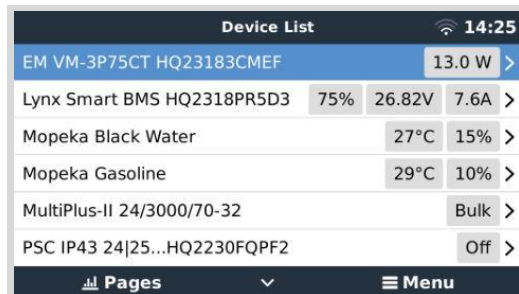 Device List 14:25
EM VM-3P75CT HQ23183CMEF 13.0 W
Lynx Smart BMS HQ2318PR5D3 75% 26.82V 7.6A
Mopeka Black Water 27°C 15%
Mopeka Gasoline 29°C 10%
MultiPlus-II 24/3000/70-32 Bulk
PSC IP43 24|25...HQ2230FQPF2 Off
Pages Menu